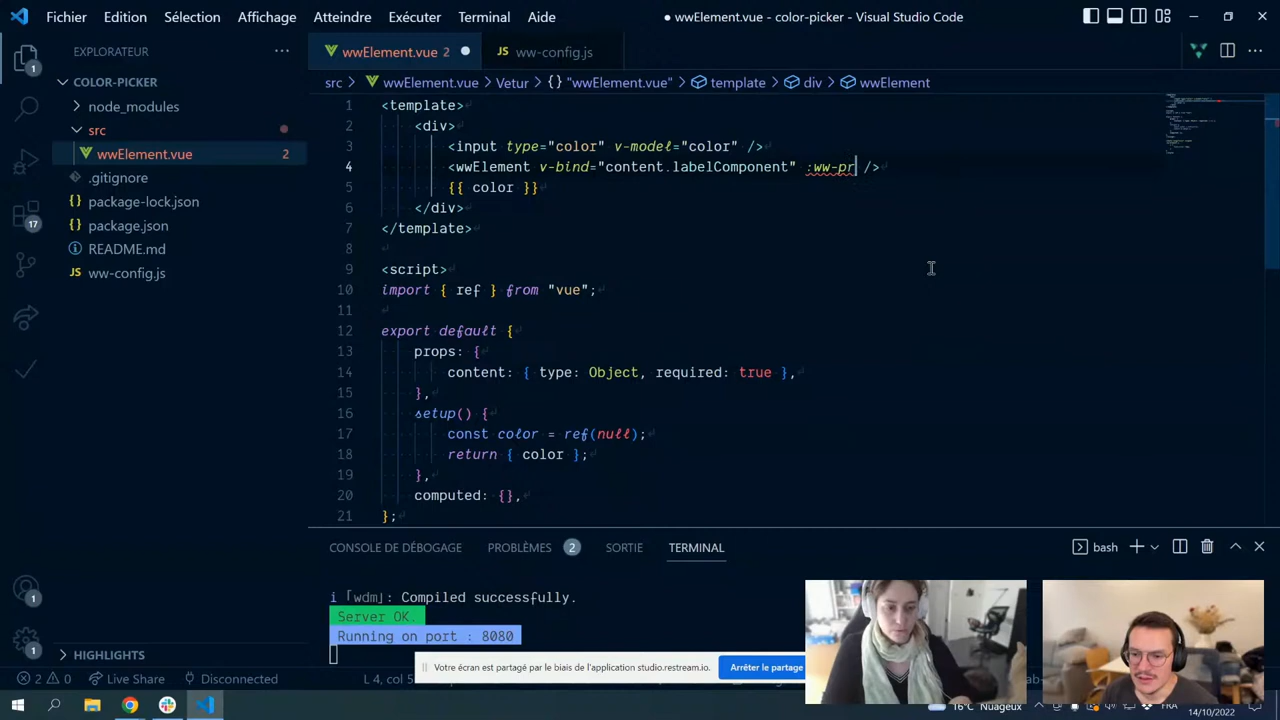 Fichier Edition Sélection Affichage Atteindre Exécuter Terminal Aide
● wwElement.vue - color-picker - Visual Studio Code
EXPLORATEUR
COLOR-PICKER
node_modules
src
wwElement.vue 2
.gitignore
package-lock.json
package.json
README.md
ww-config.js
HIGHLIGHTS
1
17
1
1
wwElement.vue 2
ww-config.js
src > wwElement.vue > Vetur > {} "wwElement.vue" > template > div > wwElement
1 <template>
2 <div>
3 <input type="color" v-model="color" />
4 <wwElement v-bind="content.labelComponent" :ww-pr />
5 {{ color }}
6 </div>
7 </template>
8
9 <script>
10 import { ref } from "vue";
11
12 export default {
13 props: {
14 content: { type: Object, required: true },
15 },
16 setup() {
17 const color = ref(null);
18 return { color };
19 },
20 computed: {},
21 };
CONSOLE DE DÉBOGAGE PROBLÈMES 2 SORTIE TERMINAL
bash
i ｢wdm｣: Compiled successfully.
Server OK.
Running on port : 8080
Votre écran est partagé par le biais de l'application studio.restream.io.
Arrêter le partage
2 0 Live Share Disconnected
16°C Nuageux
FRA
14/10/2022